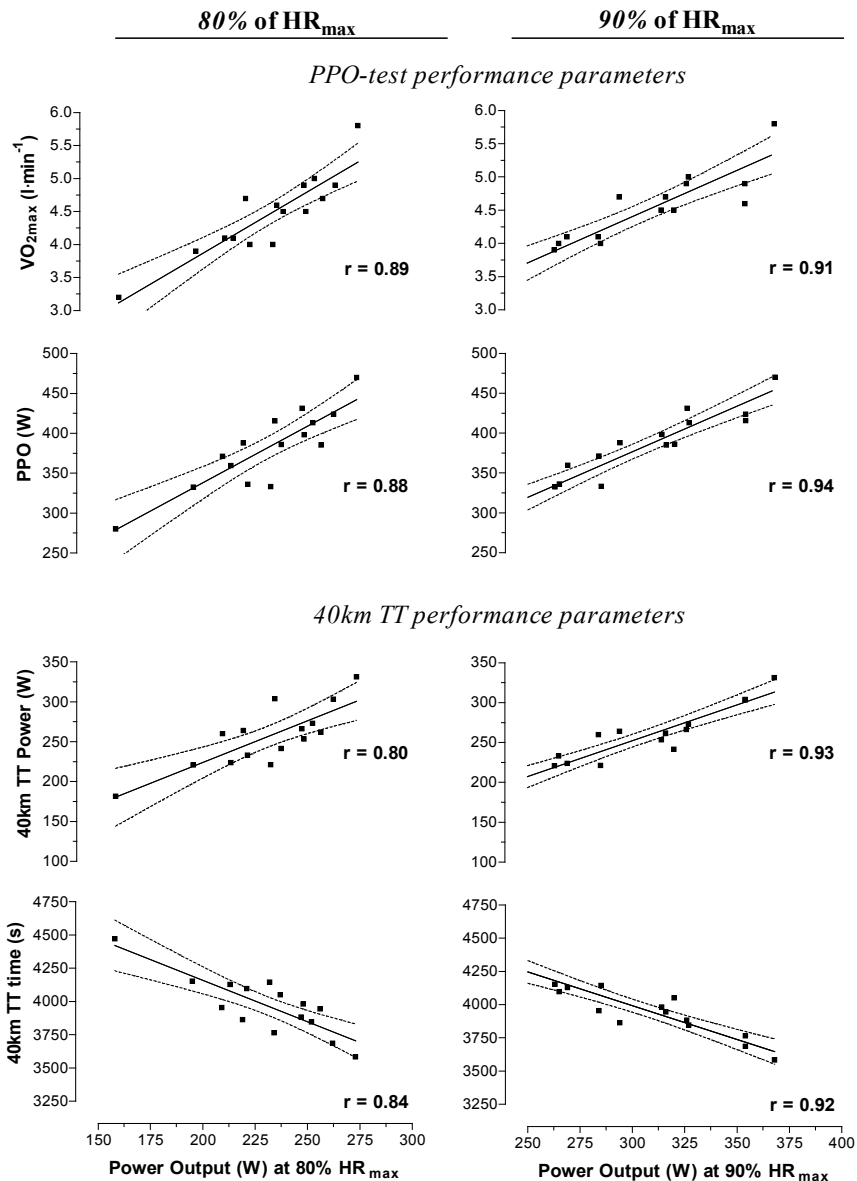 80% of HRmax 90% of HRmax
PPO-test performance parameters
VO2max (l·min-1)
6.0
5.5
5.0
4.5
4.0
3.5
3.0
r = 0.89
6.0
5.5
5.0
4.5
4.0
3.5
3.0
r = 0.91
PPO (W)
500
450
400
350
300
250
r = 0.88
500
450
400
350
300
250
r = 0.94
40km TT performance parameters
40km TT Power (W)
350
300
250
200
150
100
r = 0.80
350
300
250
200
150
100
r = 0.93
40km TT time (s)
4750
4500
4250
4000
3750
3500
3250
r = 0.84
150 175 200 225 250 275 300
Power Output (W) at 80% HRmax
4750
4500
4250
4000
3750
3500
3250
r = 0.92
250 275 300 325 350 375 400
Power Output (W) at 90% HRmax